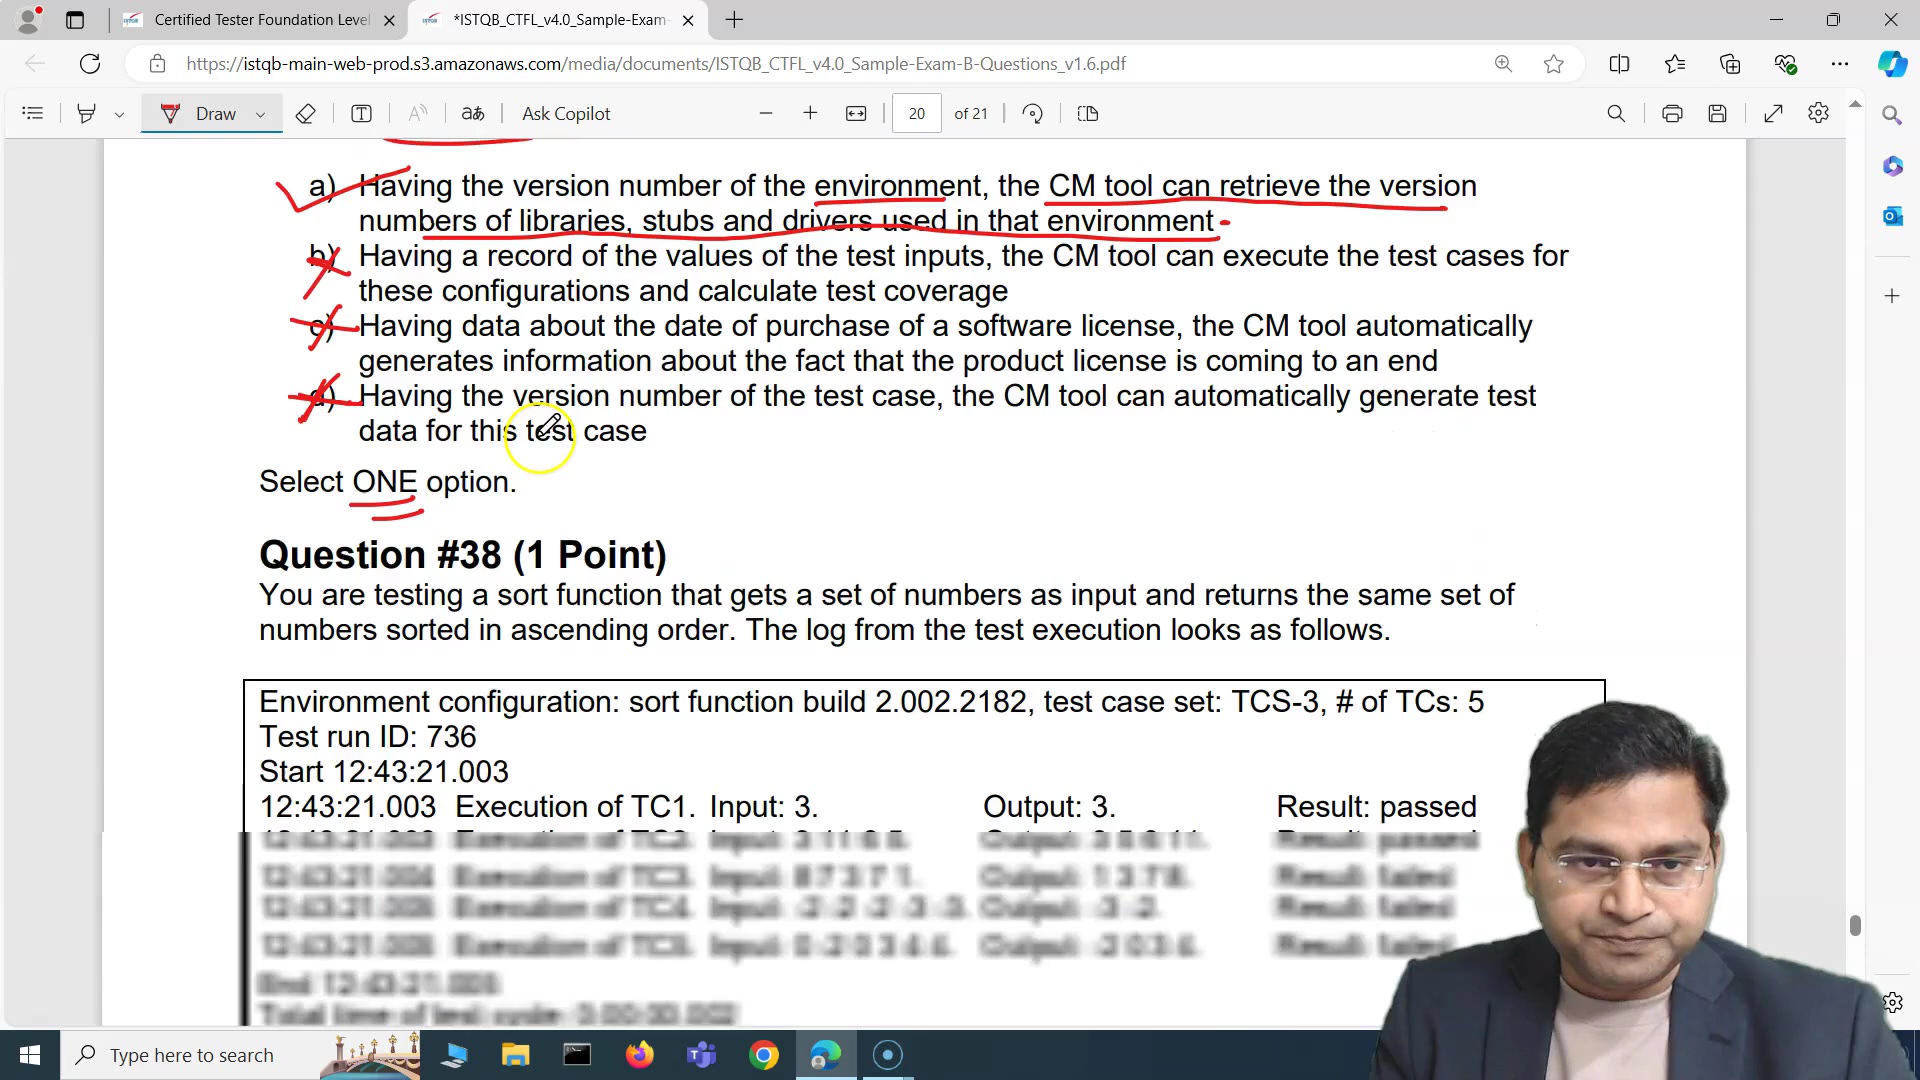 Certified Tester Foundation Level
*ISTQB_CTFL_v4.0_Sample-Exam-
https://istqb-main-web-prod.s3.amazonaws.com/media/documents/ISTQB_CTFL_v4.0_Sample-Exam-B-Questions_v1.6.pdf
Draw
Ask Copilot
20 of 21
a) Having the version number of the environment, the CM tool can retrieve the version
numbers of libraries, stubs and drivers used in that environment
b) Having a record of the values of the test inputs, the CM tool can execute the test cases for
these configurations and calculate test coverage
c) Having data about the date of purchase of a software license, the CM tool automatically
generates information about the fact that the product license is coming to an end
d) Having the version number of the test case, the CM tool can automatically generate test
data for this test case
Select ONE option.
Question #38 (1 Point)
You are testing a sort function that gets a set of numbers as input and returns the same set of
numbers sorted in ascending order. The log from the test execution looks as follows.
Environment configuration: sort function build 2.002.2182, test case set: TCS-3, # of TCs: 5
Test run ID: 736
Start 12:43:21.003
12:43:21.003 Execution of TC1. Input: 3. Output: 3. Result: passed
Type here to search